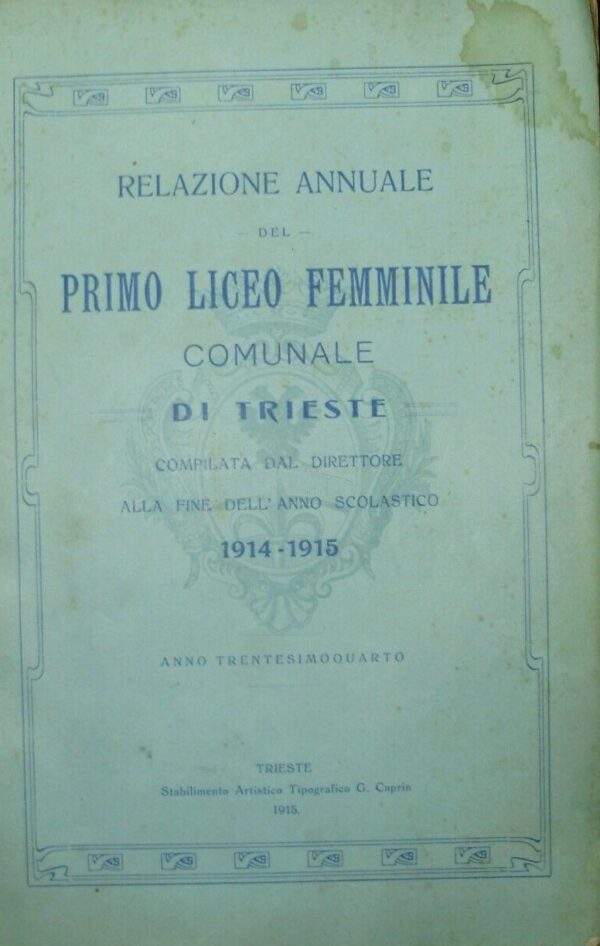 RELAZIONE ANNUALE
— DEL —
PRIMO LICEO FEMMINILE
COMUNALE
DI TRIESTE
COMPILATA DAL DIRETTORE
ALLA FINE DELL'ANNO SCOLASTICO
1914-1915
ANNO TRENTESIMOQUARTO
TRIESTE
Stabilimento Artistico Tipografico G. Caprin
1915.